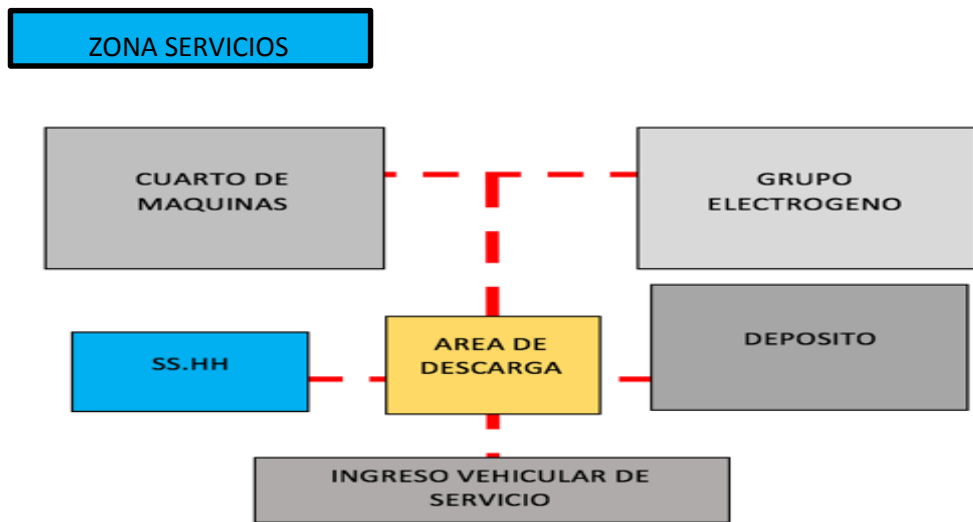 ZONA SERVICIOS
CUARTO DE
MAQUINAS
GRUPO
ELECTROGENO
SS.HH
AREA DE
DESCARGA
DEPOSITO
INGRESO VEHICULAR DE
SERVICIO